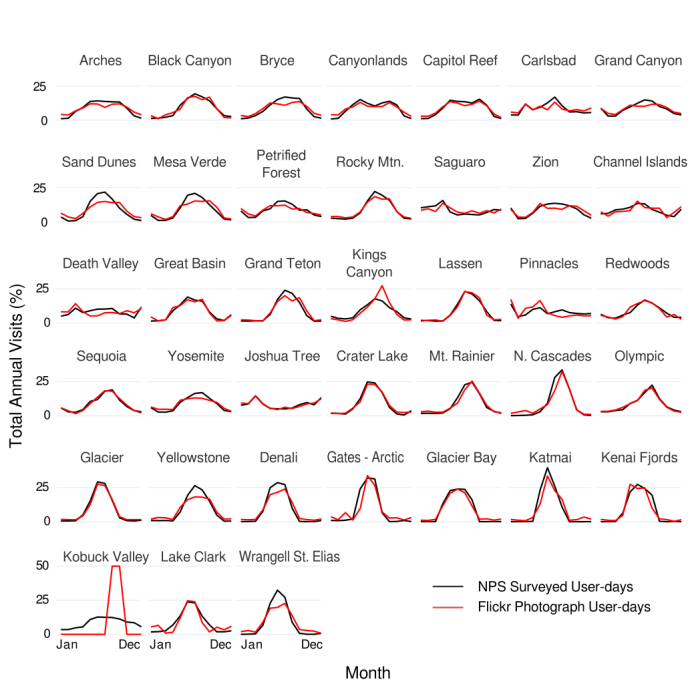 Arches Black Canyon Bryce Canyonlands Capitol Reef Carlsbad Grand Canyon
25
0
Sand Dunes Mesa Verde Petrified Forest Rocky Mtn. Saguaro Zion Channel Islands
25
0
Death Valley Great Basin Grand Teton Kings Canyon Lassen Pinnacles Redwoods
25
0
Sequoia Yosemite Joshua Tree Crater Lake Mt. Rainier N. Cascades Olympic
25
0
Glacier Yellowstone Denali Gates - Arctic Glacier Bay Katmai Kenai Fjords
25
0
Kobuck Valley Lake Clark Wrangell St. Elias
50
25
0
Jan Dec Jan Dec Jan Dec
NPS Surveyed User-days
Flickr Photograph User-days
Month
Total Annual Visits (%)